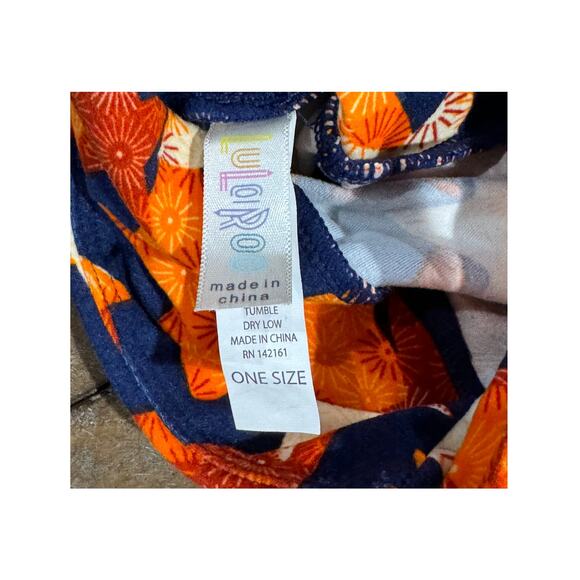 LuLaRoe
made in
china
TUMBLE
DRY LOW
MADE IN CHINA
RN 142161
ONE SIZE